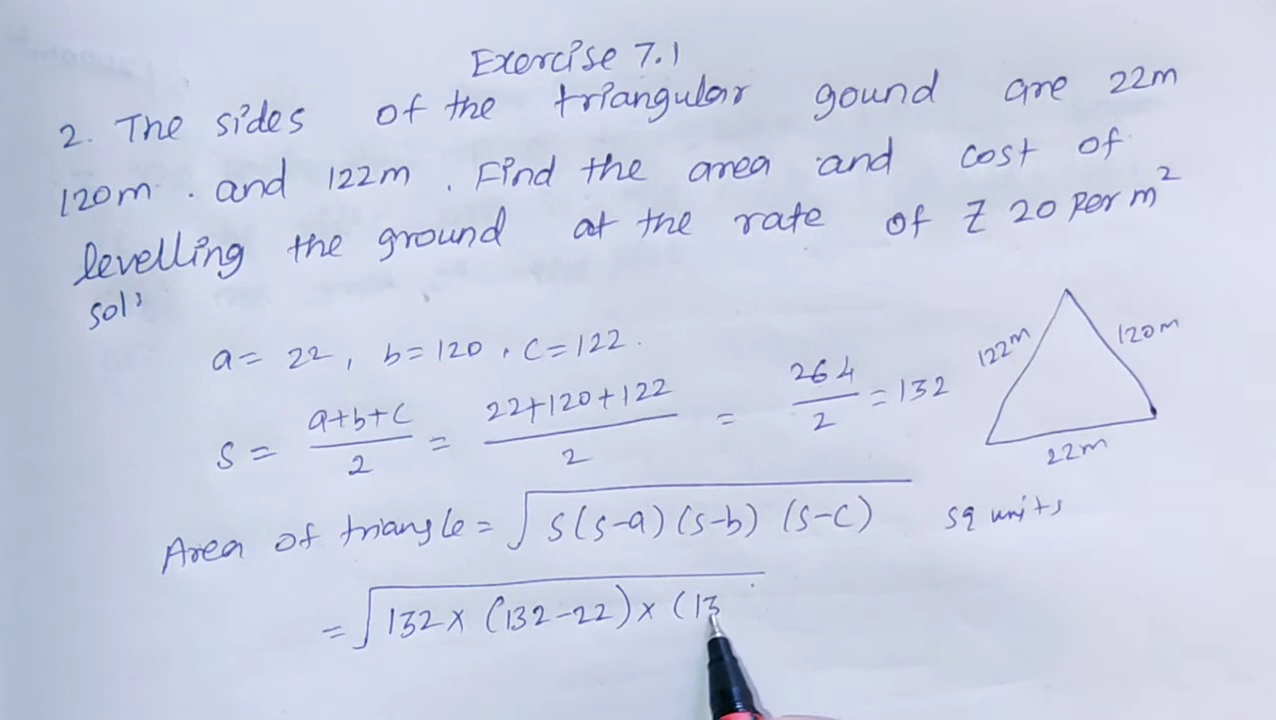 Exercise 7.1
2. The sides of the triangular gound are 22m
120m . and 122m . Find the area and cost of
levelling the ground at the rate of ₹ 20 Per m²
sol:
a = 22 , b = 120 , c = 122 .
s = a+b+c/2 = 22+120+122/2 = 264/2 = 132
122m
120m
22m
Area of triangle = √s(s-a) (s-b) (s-c) sq units
= √132 x (132-22) x (13